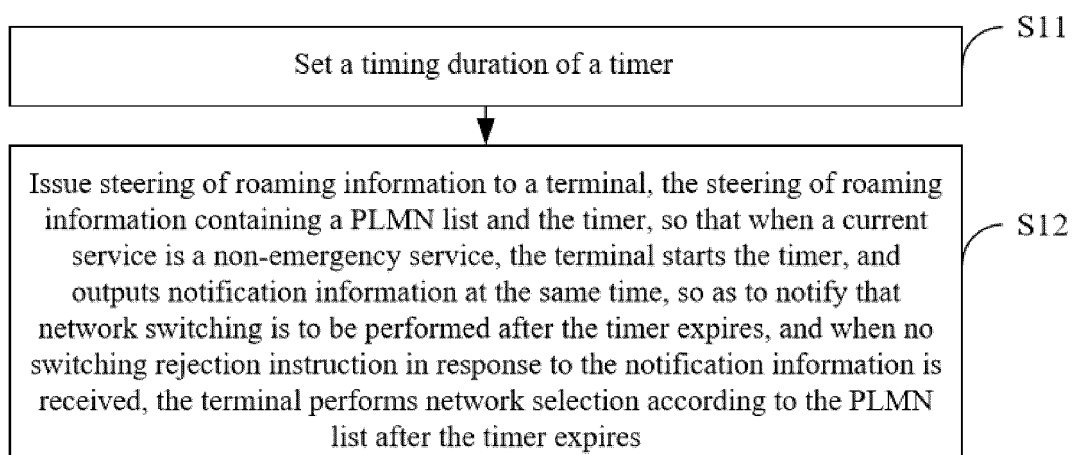 S11
Set a timing duration of a timer
Issue steering of roaming information to a terminal, the steering of roaming
information containing a PLMN list and the timer, so that when a current
service is a non-emergency service, the terminal starts the timer, and
outputs notification information at the same time, so as to notify that
network switching is to be performed after the timer expires, and when no
switching rejection instruction in response to the notification information is
received, the terminal performs network selection according to the PLMN
list after the timer expires
S12